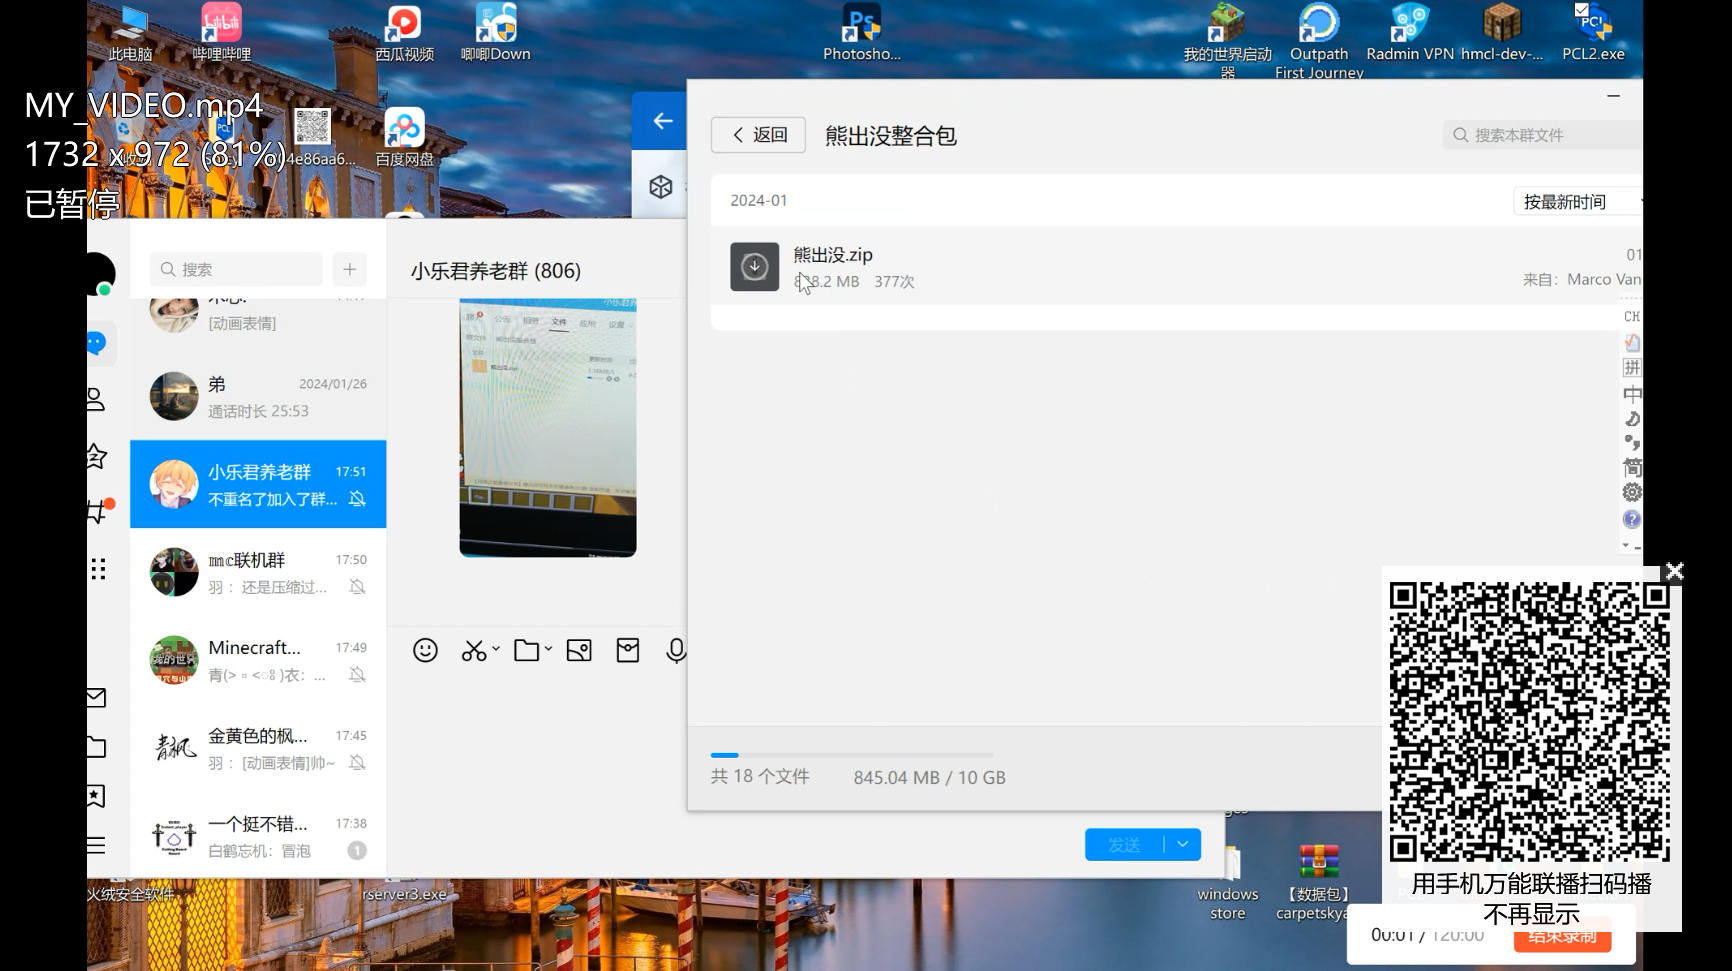 此电脑
哔哩哔哩
西瓜视频
唧唧Down
Photosho...
我的世界启动
器
Outpath
First Journey
Radmin VPN
hmcl-dev-...
PCL2.exe
MY_VIDEO.mp4
1732 x 972 (81%)
已暂停
4e86aa6...
百度网盘
返回
熊出没整合包
搜索本群文件
2024-01
按最新时间
熊出没.zip
01
8.2 MB
377次
来自：Marco Van
搜索
小乐君养老群 (806)
[动画表情]
弟
2024/01/26
通话时长 25:53
小乐君养老群
17:51
不重名了加入了群...
mc联机群
17:50
羽： 还是压缩过...
Minecraft...
17:49
金黄色的枫...
17:45
羽： [动画表情]帅~
一个挺不错...
17:38
白鹤忘机： 冒泡
1
文件
CH
拼
中
简
共 18 个文件
845.04 MB / 10 GB
发送
火绒安全软件
rserver3.exe
windows
store
【数据包】
carpetskya
用手机万能联播扫码播
不再显示
00:01 / 120:00
结束录制